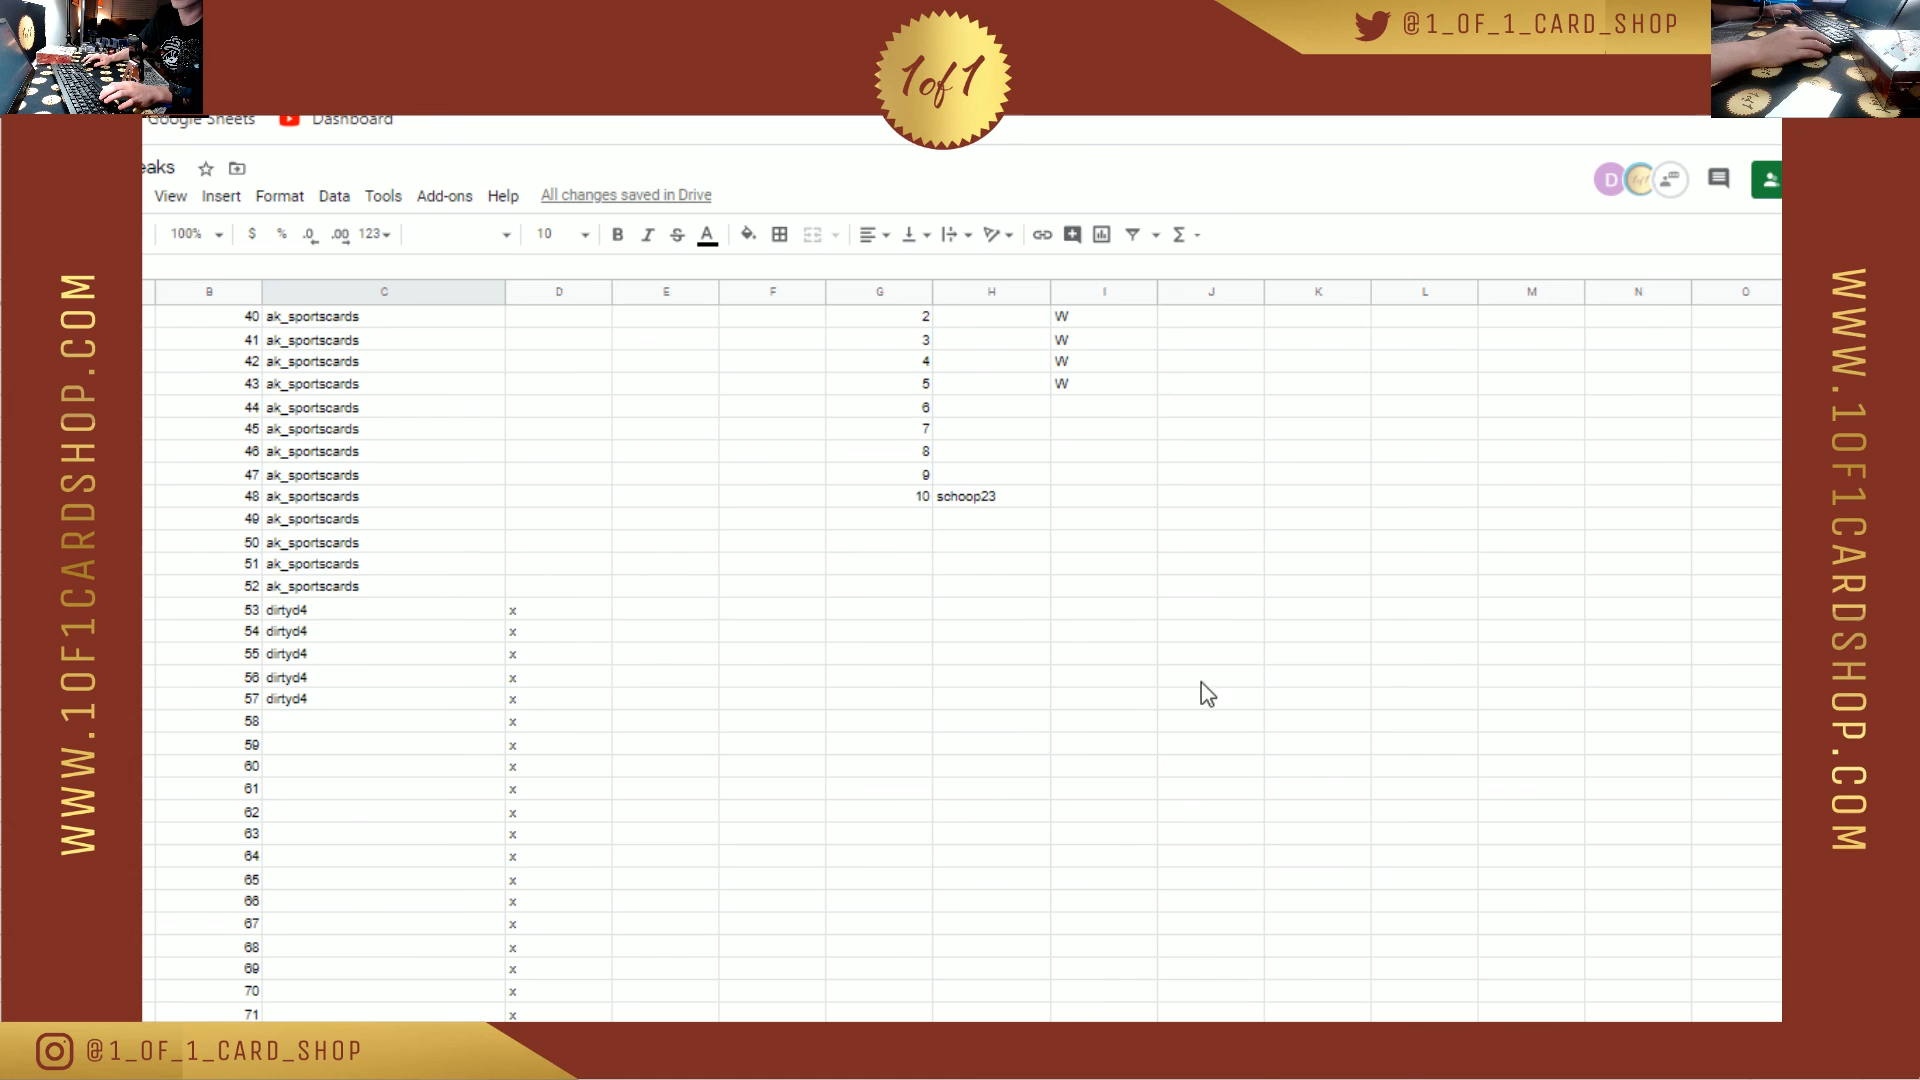 @1_OF_1_CARD_SHOP
1of1
Google Sheets Dashboard
eaks
D
View Insert Format Data Tools Add-ons Help All changes saved in Drive
100% $ % .0 .00 123 10 B I S A Σ
B C D E F G H I J K L M N O
40 ak_sportscards 2 W
41 ak_sportscards 3 W
42 ak_sportscards 4 W
43 ak_sportscards 5 W
44 ak_sportscards 6
45 ak_sportscards 7
46 ak_sportscards 8
47 ak_sportscards 9
48 ak_sportscards 10 schoop23
49 ak_sportscards
50 ak_sportscards
51 ak_sportscards
52 ak_sportscards
53 dirtyd4 x
54 dirtyd4 x
55 dirtyd4 x
56 dirtyd4 x
57 dirtyd4 x
58 x
59 x
60 x
61 x
62 x
63 x
64 x
65 x
66 x
67 x
68 x
69 x
70 x
71 x
WWW.1OF1CARDSHOP.COM
WWW.1OF1CARDSHOP.COM
@1_OF_1_CARD_SHOP